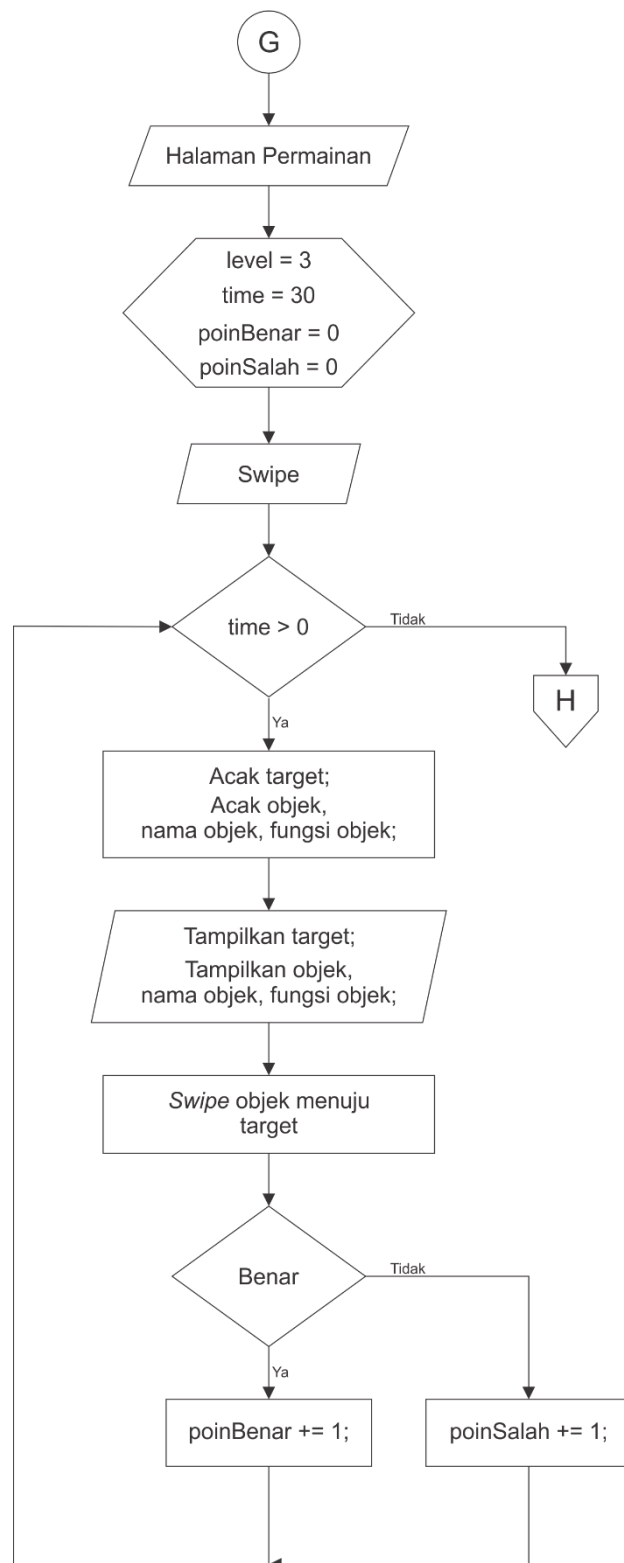 G
Halaman Permainan
level = 3
time = 30
poinBenar = 0
poinSalah = 0
Swipe
time > 0
Tidak
H
Ya
Acak target;
Acak objek,
nama objek, fungsi objek;
Tampilkan target;
Tampilkan objek,
nama objek, fungsi objek;
Swipe objek menuju
target
Benar
Tidak
Ya
poinBenar += 1;
poinSalah += 1;